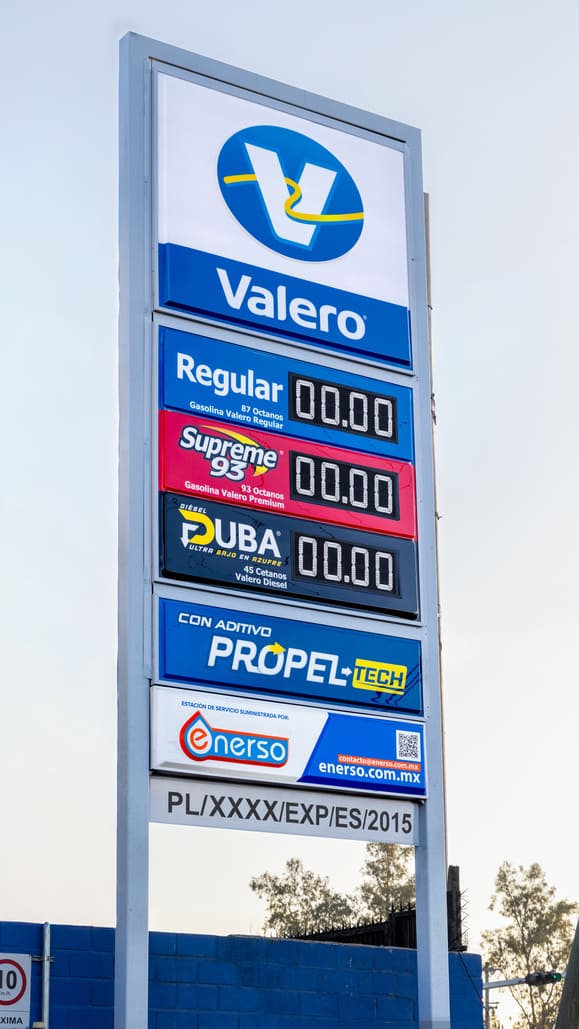 Valero
Regular 00.00
87 Octanos
Gasolina Valero Regular
Supreme
93 00.00
93 Octanos
Gasolina Valero Premium
DIÉSEL
DUBA
ULTRA BAJO EN AZUFRE 00.00
45 Cetanos
Valero Diesel
CON ADITIVO
PROPEL TECH
ESTACIÓN DE SERVICIO SUMINISTRADA POR:
enerso
contacto@enerso.com.mx
enerso.com.mx
PL/XXXX/EXP/ES/2015
10